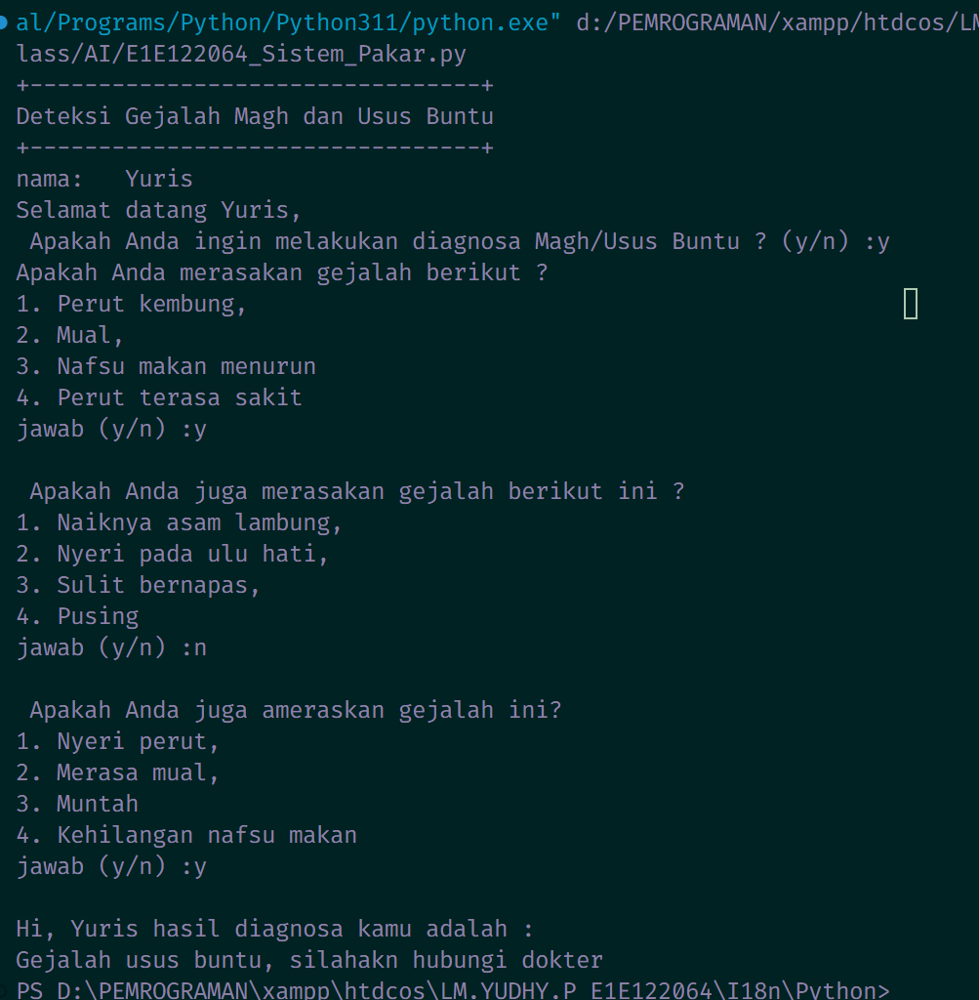 al/Programs/Python/Python311/python.exe" d:/PEMROGRAMAN/xampp/htdcos/LM
lass/AI/E1E122064_Sistem_Pakar.py
+---------------------------------+
Deteksi Gejalah Magh dan Usus Buntu
+---------------------------------+
nama:   Yuris
Selamat datang Yuris,
 Apakah Anda ingin melakukan diagnosa Magh/Usus Buntu ? (y/n) :y
Apakah Anda merasakan gejalah berikut ?
1. Perut kembung,
2. Mual,
3. Nafsu makan menurun
4. Perut terasa sakit
jawab (y/n) :y

 Apakah Anda juga merasakan gejalah berikut ini ?
1. Naiknya asam lambung,
2. Nyeri pada ulu hati,
3. Sulit bernapas,
4. Pusing
jawab (y/n) :n

 Apakah Anda juga ameraskan gejalah ini?
1. Nyeri perut,
2. Merasa mual,
3. Muntah
4. Kehilangan nafsu makan
jawab (y/n) :y

Hi, Yuris hasil diagnosa kamu adalah :
Gejalah usus buntu, silahakn hubungi dokter
PS D:\PEMROGRAMAN\xampp\htdcos\LM.YUDHY.P_E1E122064\I18n\Python>